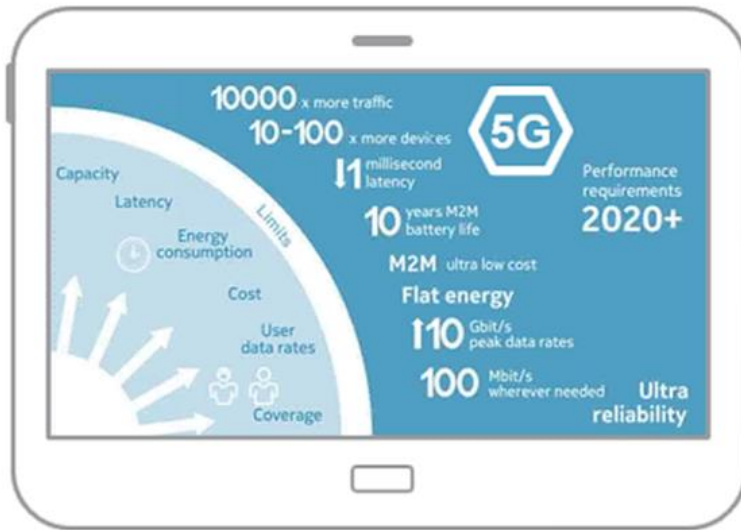 10000 x more traffic
10-100 x more devices
5G
1 millisecond
latency
Performance
requirements
2020+
10 years M2M
battery life
M2M ultra low cost
Flat energy
10 Gbit/s
peak data rates
100 Mbit/s
wherever needed
Ultra
reliability
Limits
Capacity
Latency
Energy
consumption
Cost
User
data rates
Coverage